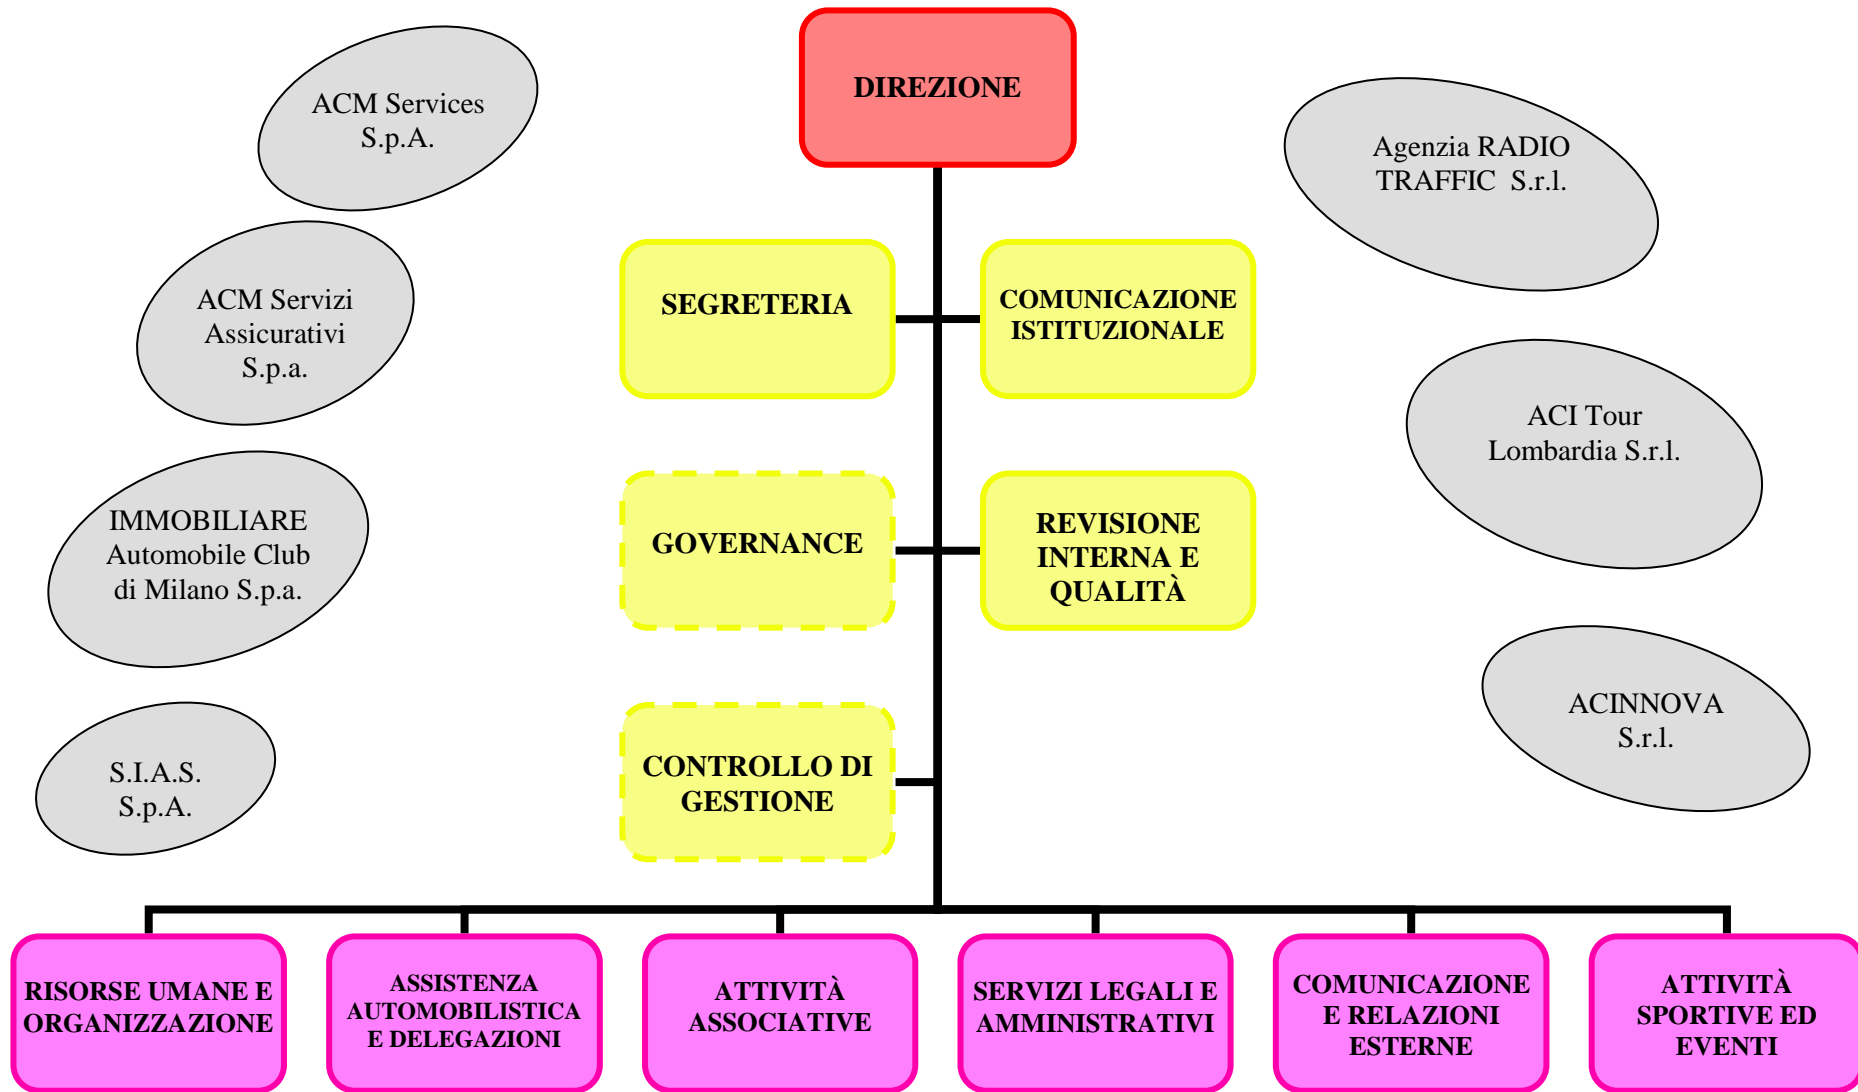 DIREZIONE
ACM Services
S.p.A.
Agenzia RADIO
TRAFFIC S.r.l.
ACM Servizi
Assicurativi
S.p.a.
SEGRETERIA
COMUNICAZIONE
ISTITUZIONALE
ACI Tour
Lombardia S.r.l.
IMMOBILIARE
Automobile Club
di Milano S.p.a.
GOVERNANCE
REVISIONE
INTERNA E
QUALITÀ
ACINNOVA
S.r.l.
S.I.A.S.
S.p.A.
CONTROLLO DI
GESTIONE
RISORSE UMANE E
ORGANIZZAZIONE
ASSISTENZA
AUTOMOBILISTICA
E DELEGAZIONI
ATTIVITÀ
ASSOCIATIVE
SERVIZI LEGALI E
AMMINISTRATIVI
COMUNICAZIONE
E RELAZIONI
ESTERNE
ATTIVITÀ
SPORTIVE ED
EVENTI